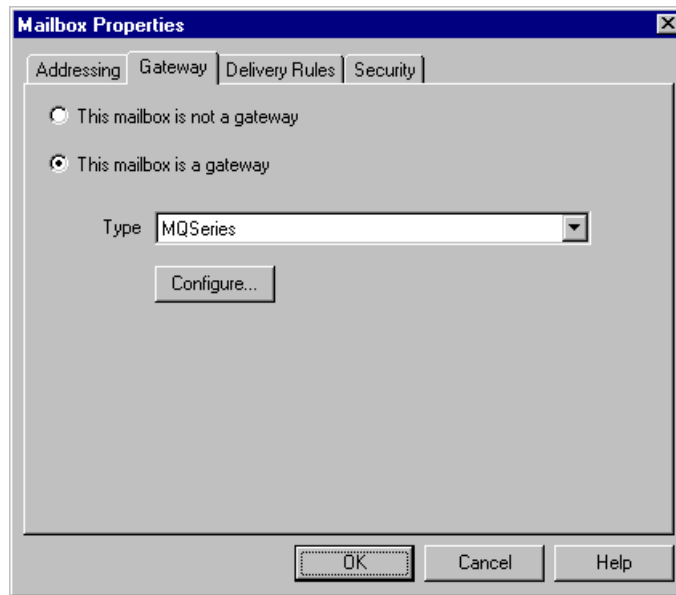 Mailbox Properties
Addressing Gateway Delivery Rules Security
This mailbox is not a gateway
This mailbox is a gateway
Type MQSeries
Configure...
OK Cancel Help